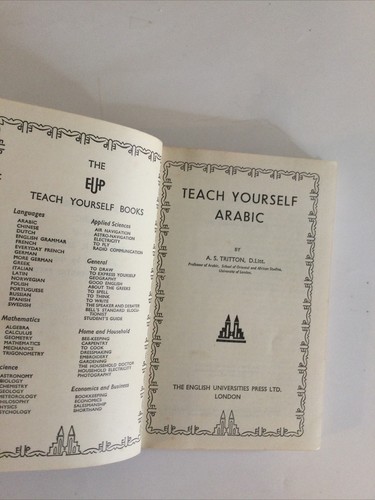 THE
EUP
TEACH YOURSELF BOOKS
Languages
ARABIC
CHINESE
DUTCH
ENGLISH GRAMMAR
FRENCH
EVERYDAY FRENCH
GERMAN
MORE GERMAN
GREEK
ITALIAN
LATIN
NORWEGIAN
POLISH
PORTUGUESE
RUSSIAN
SPANISH
SWEDISH
Mathematics
ALGEBRA
CALCULUS
GEOMETRY
MATHEMATICS
MECHANICS
TRIGONOMETRY
Applied Sciences
AIR NAVIGATION
ASTRO-NAVIGATION
ELECTRICITY
TO FLY
RADIO COMMUNICATION
General
TO DRAW
TO EXPRESS YOURSELF
GEOGRAPHY
GOOD ENGLISH
ABOUT THE GREEKS
TO SPELL
TO THINK
TO WRITE
THE SPEAKER AND DEBATER
BELL'S STANDARD ELOCU-
TIONIST
STUDENT'S GUIDE
Home and Household
BEE-KEEPING
CARPENTRY
TO COOK
DRESSMAKING
EMBROIDERY
GARDENING
THE HOUSEHOLD DOCTOR
HOUSEHOLD ELECTRICITY
PHOTOGRAPHY
Economics and Business
BOOKKEEPING
ECONOMICS
SALESMANSHIP
SHORTHAND
TEACH YOURSELF
ARABIC
BY
A. S. TRITTON, D.Litt.
Professor of Arabic, School of Oriental and African Studies,
University of London.
THE ENGLISH UNIVERSITIES PRESS LTD.
LONDON